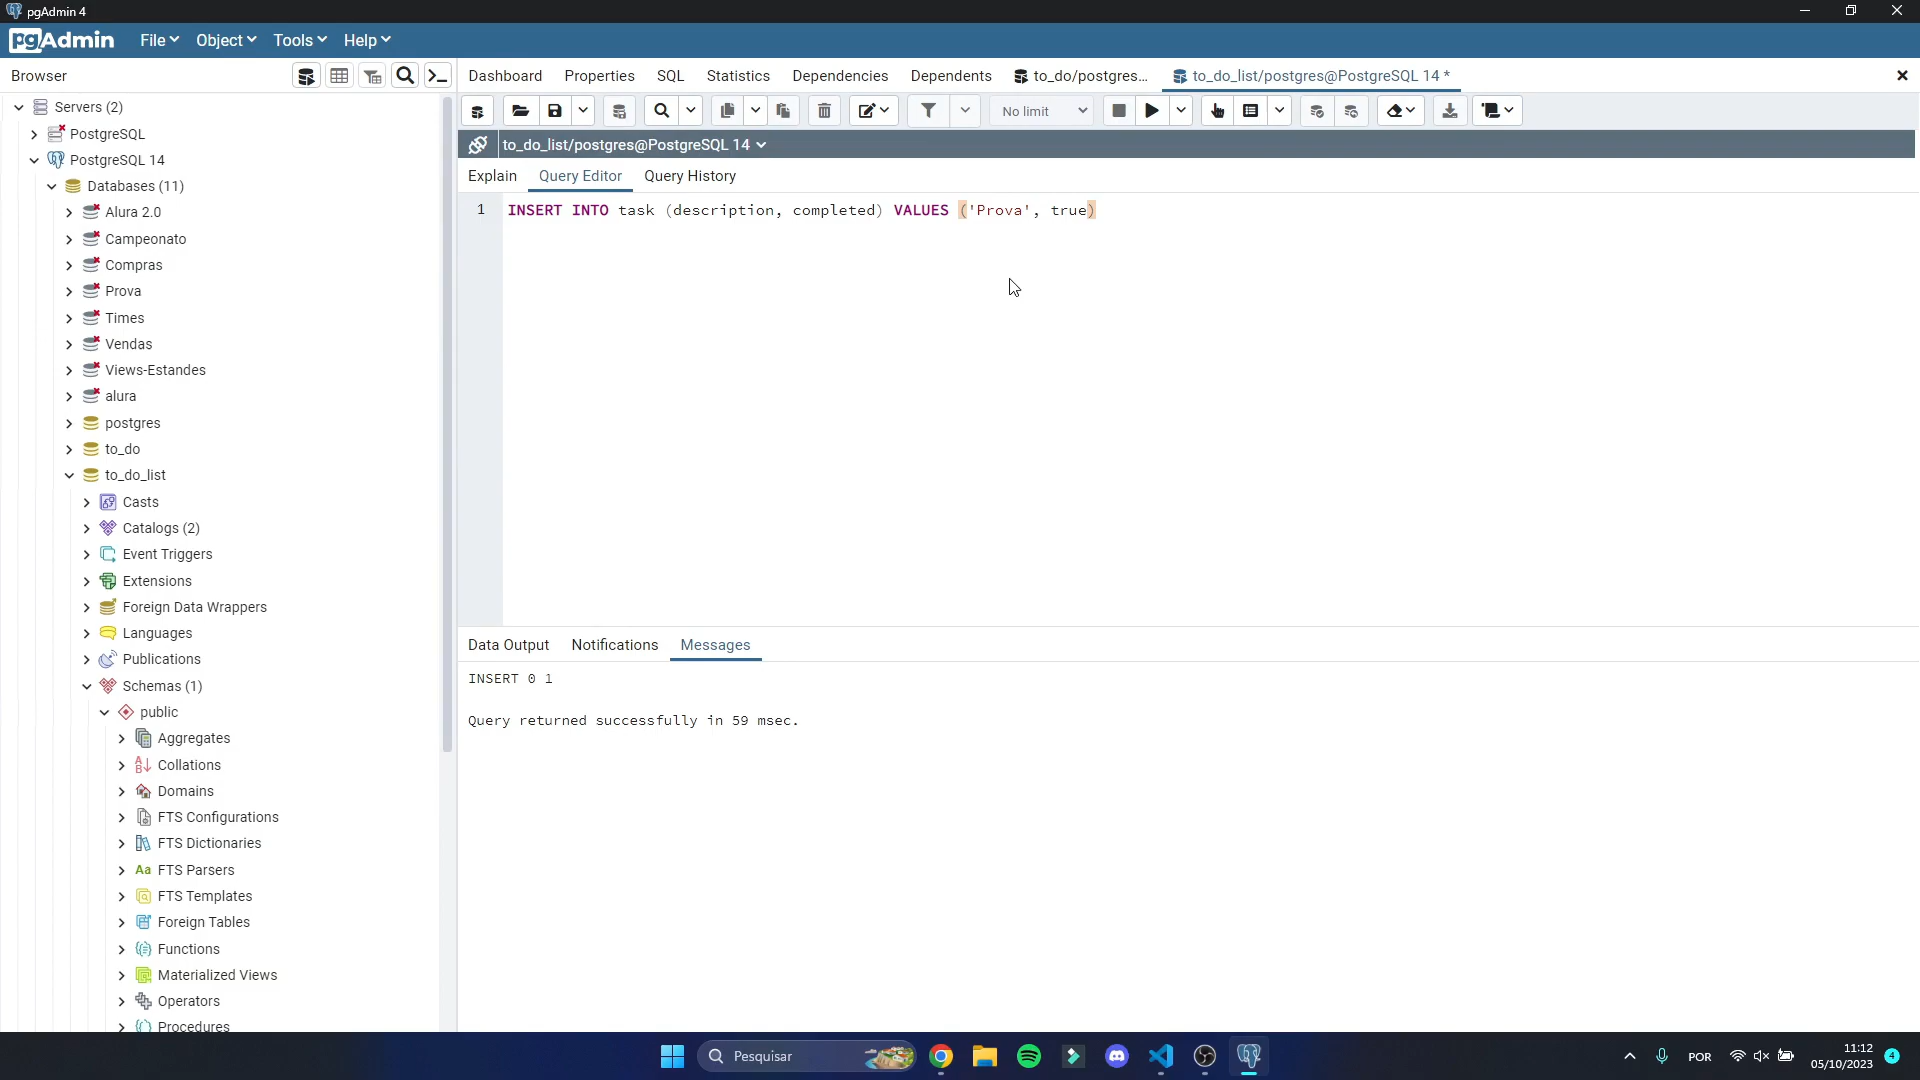 pgAdmin 4
pgAdmin File Object Tools Help
Browser
Dashboard Properties SQL Statistics Dependencies Dependents to_do/postgres... to_do_list/postgres@PostgreSQL 14 *
No limit
to_do_list/postgres@PostgreSQL 14
Explain Query Editor Query History
1 INSERT INTO task (description, completed) VALUES ('Prova', true)
Servers (2)
PostgreSQL
PostgreSQL 14
Databases (11)
Alura 2.0
Campeonato
Compras
Prova
Times
Vendas
Views-Estandes
alura
postgres
to_do
to_do_list
Casts
Catalogs (2)
Event Triggers
Extensions
Foreign Data Wrappers
Languages
Publications
Schemas (1)
public
Aggregates
Collations
Domains
FTS Configurations
FTS Dictionaries
Aa FTS Parsers
FTS Templates
Foreign Tables
Functions
Materialized Views
Operators
Procedures
Data Output Notifications Messages
INSERT 0 1
Query returned successfully in 59 msec.
Pesquisar
POR
11:12
05/10/2023
4